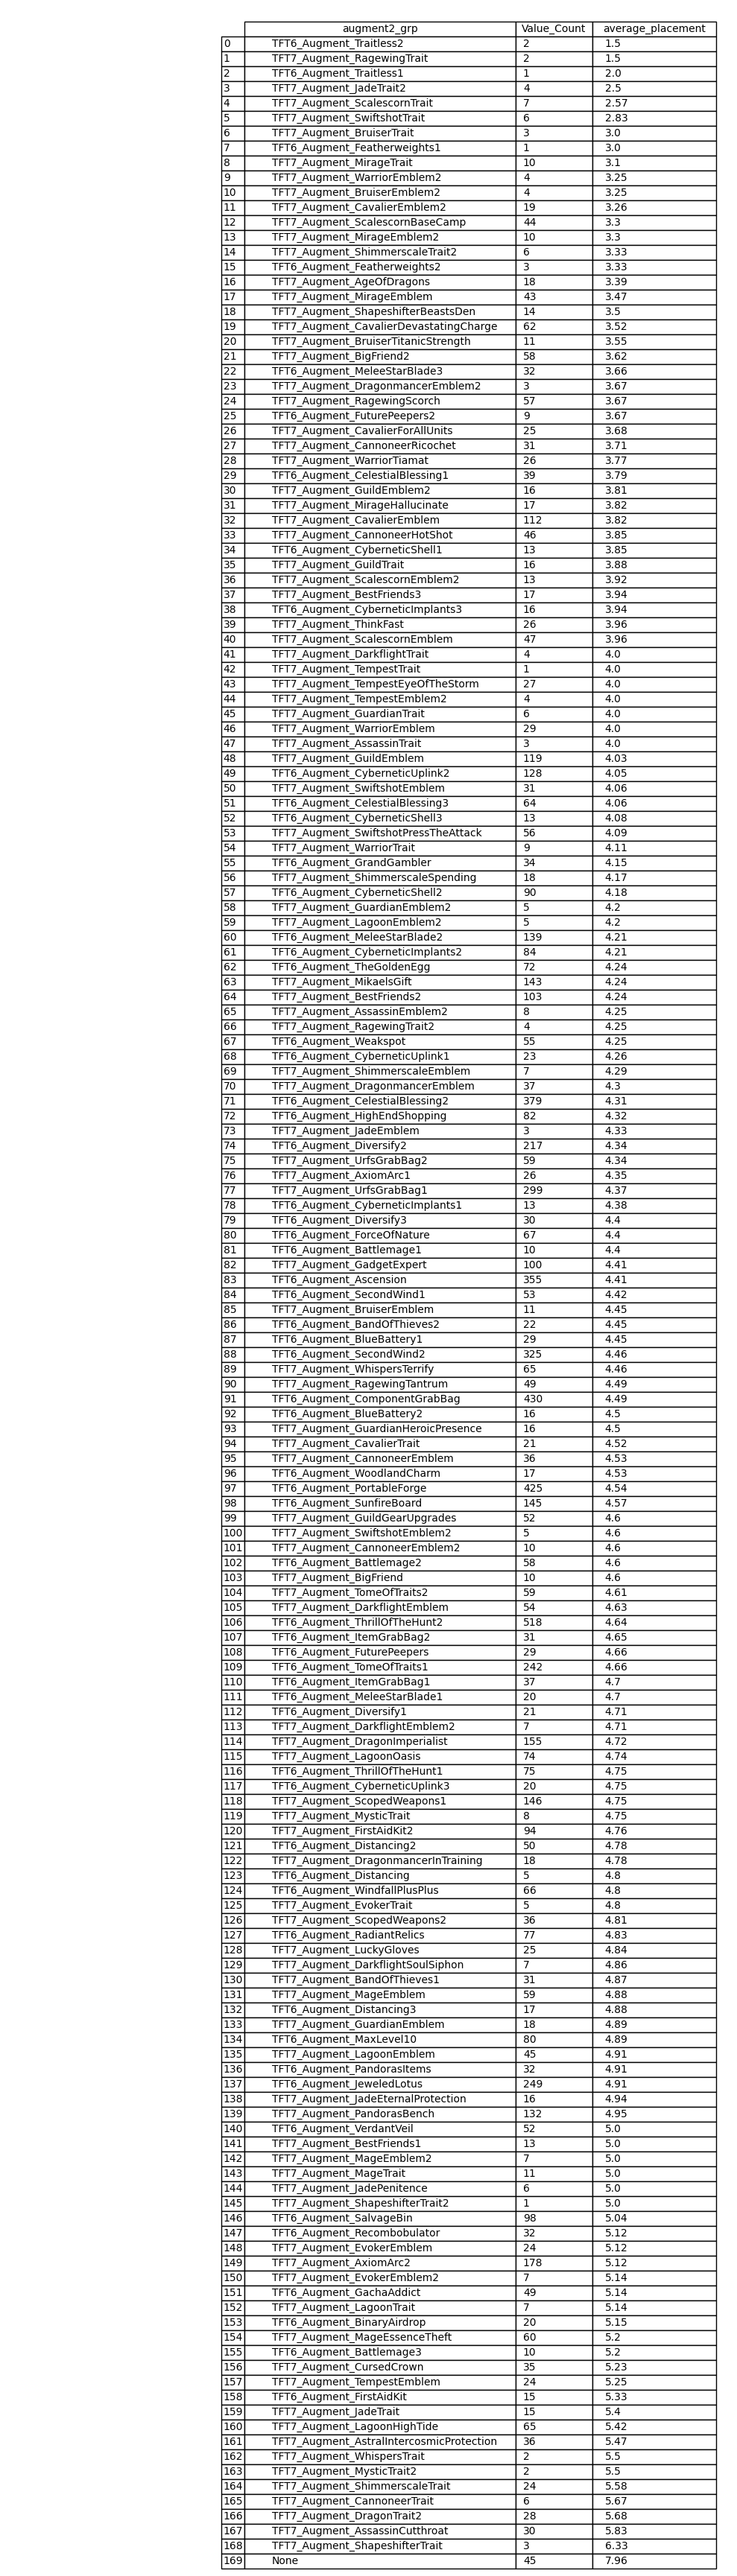 augment2_grp Value_Count average_placement
0 TFT6_Augment_Traitless2 2 1.5
1 TFT7_Augment_RagewingTrait 2 1.5
2 TFT6_Augment_Traitless1 1 2.0
3 TFT7_Augment_JadeTrait2 4 2.5
4 TFT7_Augment_ScalescornTrait 7 2.57
5 TFT7_Augment_SwiftshotTrait 6 2.83
6 TFT7_Augment_BruiserTrait 3 3.0
7 TFT6_Augment_Featherweights1 1 3.0
8 TFT7_Augment_MirageTrait 10 3.1
9 TFT7_Augment_WarriorEmblem2 4 3.25
10 TFT7_Augment_BruiserEmblem2 4 3.25
11 TFT7_Augment_CavalierEmblem2 19 3.26
12 TFT7_Augment_ScalescornBaseCamp 44 3.3
13 TFT7_Augment_MirageEmblem2 10 3.3
14 TFT7_Augment_ShimmerscaleTrait2 6 3.33
15 TFT6_Augment_Featherweights2 3 3.33
16 TFT7_Augment_AgeOfDragons 18 3.39
17 TFT7_Augment_MirageEmblem 43 3.47
18 TFT7_Augment_ShapeshifterBeastsDen 14 3.5
19 TFT7_Augment_CavalierDevastatingCharge 62 3.52
20 TFT7_Augment_BruiserTitanicStrength 11 3.55
21 TFT7_Augment_BigFriend2 58 3.62
22 TFT6_Augment_MeleeStarBlade3 32 3.66
23 TFT7_Augment_DragonmancerEmblem2 3 3.67
24 TFT7_Augment_RagewingScorch 57 3.67
25 TFT6_Augment_FuturePeepers2 9 3.67
26 TFT7_Augment_CavalierForAllUnits 25 3.68
27 TFT7_Augment_CannoneerRicochet 31 3.71
28 TFT7_Augment_WarriorTiamat 26 3.77
29 TFT6_Augment_CelestialBlessing1 39 3.79
30 TFT7_Augment_GuildEmblem2 16 3.81
31 TFT7_Augment_MirageHallucinate 17 3.82
32 TFT7_Augment_CavalierEmblem 112 3.82
33 TFT7_Augment_CannoneerHotShot 46 3.85
34 TFT6_Augment_CyberneticShell1 13 3.85
35 TFT7_Augment_GuildTrait 16 3.88
36 TFT7_Augment_ScalescornEmblem2 13 3.92
37 TFT7_Augment_BestFriends3 17 3.94
38 TFT6_Augment_CyberneticImplants3 16 3.94
39 TFT7_Augment_ThinkFast 26 3.96
40 TFT7_Augment_ScalescornEmblem 47 3.96
41 TFT7_Augment_DarkflightTrait 4 4.0
42 TFT7_Augment_TempestTrait 1 4.0
43 TFT7_Augment_TempestEyeOfTheStorm 27 4.0
44 TFT7_Augment_TempestEmblem2 4 4.0
45 TFT7_Augment_GuardianTrait 6 4.0
46 TFT7_Augment_WarriorEmblem 29 4.0
47 TFT7_Augment_AssassinTrait 3 4.0
48 TFT7_Augment_GuildEmblem 119 4.03
49 TFT6_Augment_CyberneticUplink2 128 4.05
50 TFT7_Augment_SwiftshotEmblem 31 4.06
51 TFT6_Augment_CelestialBlessing3 64 4.06
52 TFT6_Augment_CyberneticShell3 13 4.08
53 TFT7_Augment_SwiftshotPressTheAttack 56 4.09
54 TFT7_Augment_WarriorTrait 9 4.11
55 TFT6_Augment_GrandGambler 34 4.15
56 TFT7_Augment_ShimmerscaleSpending 18 4.17
57 TFT6_Augment_CyberneticShell2 90 4.18
58 TFT7_Augment_GuardianEmblem2 5 4.2
59 TFT7_Augment_LagoonEmblem2 5 4.2
60 TFT6_Augment_MeleeStarBlade2 139 4.21
61 TFT6_Augment_CyberneticImplants2 84 4.21
62 TFT6_Augment_TheGoldenEgg 72 4.24
63 TFT7_Augment_MikaelsGift 143 4.24
64 TFT7_Augment_BestFriends2 103 4.24
65 TFT7_Augment_AssassinEmblem2 8 4.25
66 TFT7_Augment_RagewingTrait2 4 4.25
67 TFT6_Augment_Weakspot 55 4.25
68 TFT6_Augment_CyberneticUplink1 23 4.26
69 TFT7_Augment_ShimmerscaleEmblem 7 4.29
70 TFT7_Augment_DragonmancerEmblem 37 4.3
71 TFT6_Augment_CelestialBlessing2 379 4.31
72 TFT6_Augment_HighEndShopping 82 4.32
73 TFT7_Augment_JadeEmblem 3 4.33
74 TFT6_Augment_Diversify2 217 4.34
75 TFT7_Augment_UrfsGrabBag2 59 4.34
76 TFT7_Augment_AxiomArc1 26 4.35
77 TFT7_Augment_UrfsGrabBag1 299 4.37
78 TFT6_Augment_CyberneticImplants1 13 4.38
79 TFT6_Augment_Diversify3 30 4.4
80 TFT6_Augment_ForceOfNature 67 4.4
81 TFT6_Augment_Battlemage1 10 4.4
82 TFT7_Augment_GadgetExpert 100 4.41
83 TFT6_Augment_Ascension 355 4.41
84 TFT6_Augment_SecondWind1 53 4.42
85 TFT7_Augment_BruiserEmblem 11 4.45
86 TFT6_Augment_BandOfThieves2 22 4.45
87 TFT6_Augment_BlueBattery1 29 4.45
88 TFT6_Augment_SecondWind2 325 4.46
89 TFT7_Augment_WhispersTerrify 65 4.46
90 TFT7_Augment_RagewingTantrum 49 4.49
91 TFT6_Augment_ComponentGrabBag 430 4.49
92 TFT6_Augment_BlueBattery2 16 4.5
93 TFT7_Augment_GuardianHeroicPresence 16 4.5
94 TFT7_Augment_CavalierTrait 21 4.52
95 TFT7_Augment_CannoneerEmblem 36 4.53
96 TFT6_Augment_WoodlandCharm 17 4.53
97 TFT6_Augment_PortableForge 425 4.54
98 TFT6_Augment_SunfireBoard 145 4.57
99 TFT7_Augment_GuildGearUpgrades 52 4.6
100 TFT7_Augment_SwiftshotEmblem2 5 4.6
101 TFT7_Augment_CannoneerEmblem2 10 4.6
102 TFT6_Augment_Battlemage2 58 4.6
103 TFT7_Augment_BigFriend 10 4.6
104 TFT7_Augment_TomeOfTraits2 59 4.61
105 TFT7_Augment_DarkflightEmblem 54 4.63
106 TFT6_Augment_ThrillOfTheHunt2 518 4.64
107 TFT6_Augment_ItemGrabBag2 31 4.65
108 TFT6_Augment_FuturePeepers 29 4.66
109 TFT6_Augment_TomeOfTraits1 242 4.66
110 TFT6_Augment_ItemGrabBag1 37 4.7
111 TFT6_Augment_MeleeStarBlade1 20 4.7
112 TFT6_Augment_Diversify1 21 4.71
113 TFT7_Augment_DarkflightEmblem2 7 4.71
114 TFT7_Augment_DragonImperialist 155 4.72
115 TFT7_Augment_LagoonOasis 74 4.74
116 TFT6_Augment_ThrillOfTheHunt1 75 4.75
117 TFT6_Augment_CyberneticUplink3 20 4.75
118 TFT7_Augment_ScopedWeapons1 146 4.75
119 TFT7_Augment_MysticTrait 8 4.75
120 TFT7_Augment_FirstAidKit2 94 4.76
121 TFT6_Augment_Distancing2 50 4.78
122 TFT7_Augment_DragonmancerInTraining 18 4.78
123 TFT6_Augment_Distancing 5 4.8
124 TFT6_Augment_WindfallPlusPlus 66 4.8
125 TFT7_Augment_EvokerTrait 5 4.8
126 TFT7_Augment_ScopedWeapons2 36 4.81
127 TFT6_Augment_RadiantRelics 77 4.83
128 TFT7_Augment_LuckyGloves 25 4.84
129 TFT7_Augment_DarkflightSoulSiphon 7 4.86
130 TFT7_Augment_BandOfThieves1 31 4.87
131 TFT7_Augment_MageEmblem 59 4.88
132 TFT6_Augment_Distancing3 17 4.88
133 TFT7_Augment_GuardianEmblem 18 4.89
134 TFT6_Augment_MaxLevel10 80 4.89
135 TFT7_Augment_LagoonEmblem 45 4.91
136 TFT6_Augment_PandorasItems 32 4.91
137 TFT6_Augment_JeweledLotus 249 4.91
138 TFT7_Augment_JadeEternalProtection 16 4.94
139 TFT7_Augment_PandorasBench 132 4.95
140 TFT6_Augment_VerdantVeil 52 5.0
141 TFT7_Augment_BestFriends1 13 5.0
142 TFT7_Augment_MageEmblem2 7 5.0
143 TFT7_Augment_MageTrait 11 5.0
144 TFT7_Augment_JadePenitence 6 5.0
145 TFT7_Augment_ShapeshifterTrait2 1 5.0
146 TFT6_Augment_SalvageBin 98 5.04
147 TFT6_Augment_Recombobulator 32 5.12
148 TFT7_Augment_EvokerEmblem 24 5.12
149 TFT7_Augment_AxiomArc2 178 5.12
150 TFT7_Augment_EvokerEmblem2 7 5.14
151 TFT6_Augment_GachaAddict 49 5.14
152 TFT7_Augment_LagoonTrait 7 5.14
153 TFT6_Augment_BinaryAirdrop 20 5.15
154 TFT7_Augment_MageEssenceTheft 60 5.2
155 TFT6_Augment_Battlemage3 10 5.2
156 TFT7_Augment_CursedCrown 35 5.23
157 TFT7_Augment_TempestEmblem 24 5.25
158 TFT6_Augment_FirstAidKit 15 5.33
159 TFT7_Augment_JadeTrait 15 5.4
160 TFT7_Augment_LagoonHighTide 65 5.42
161 TFT7_Augment_AstralIntercosmicProtection 36 5.47
162 TFT7_Augment_WhispersTrait 2 5.5
163 TFT7_Augment_MysticTrait2 2 5.5
164 TFT7_Augment_ShimmerscaleTrait 24 5.58
165 TFT7_Augment_CannoneerTrait 6 5.67
166 TFT7_Augment_DragonTrait2 28 5.68
167 TFT7_Augment_AssassinCutthroat 30 5.83
168 TFT7_Augment_ShapeshifterTrait 3 6.33
169 None 45 7.96